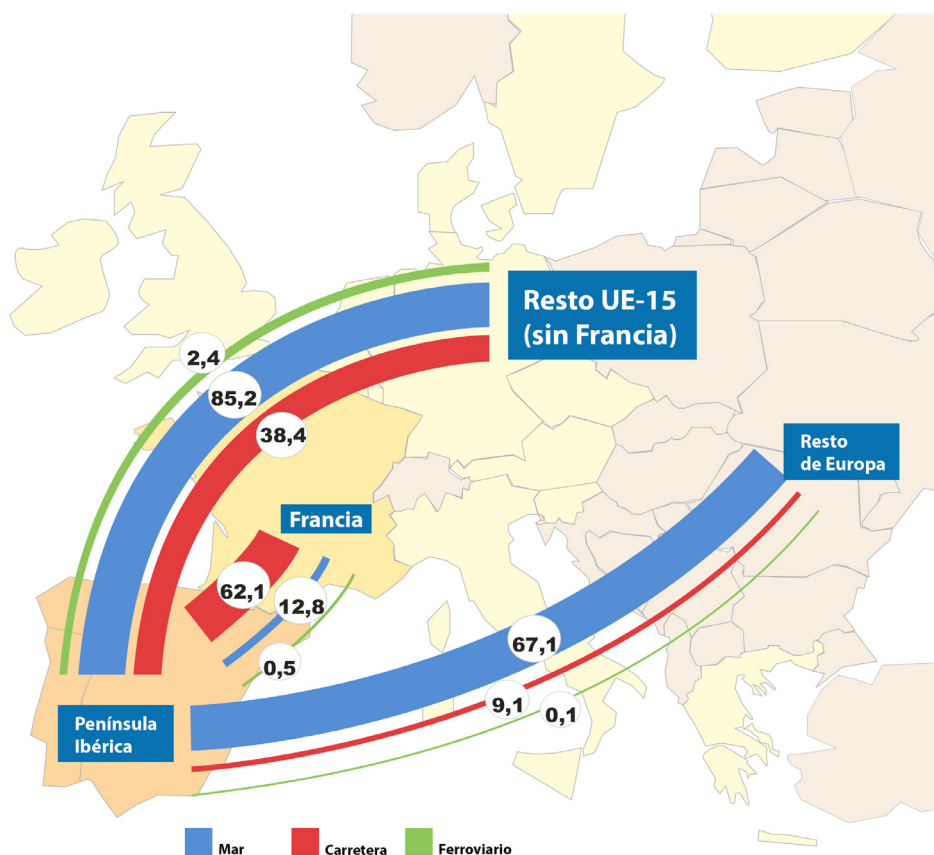 Resto UE-15
(sin Francia)
2,4
85,2
38,4
Resto
de Europa
Francia
62,1
12,8
0,5
67,1
9,1
0,1
Península
Ibérica
Mar
Carretera
Ferroviario